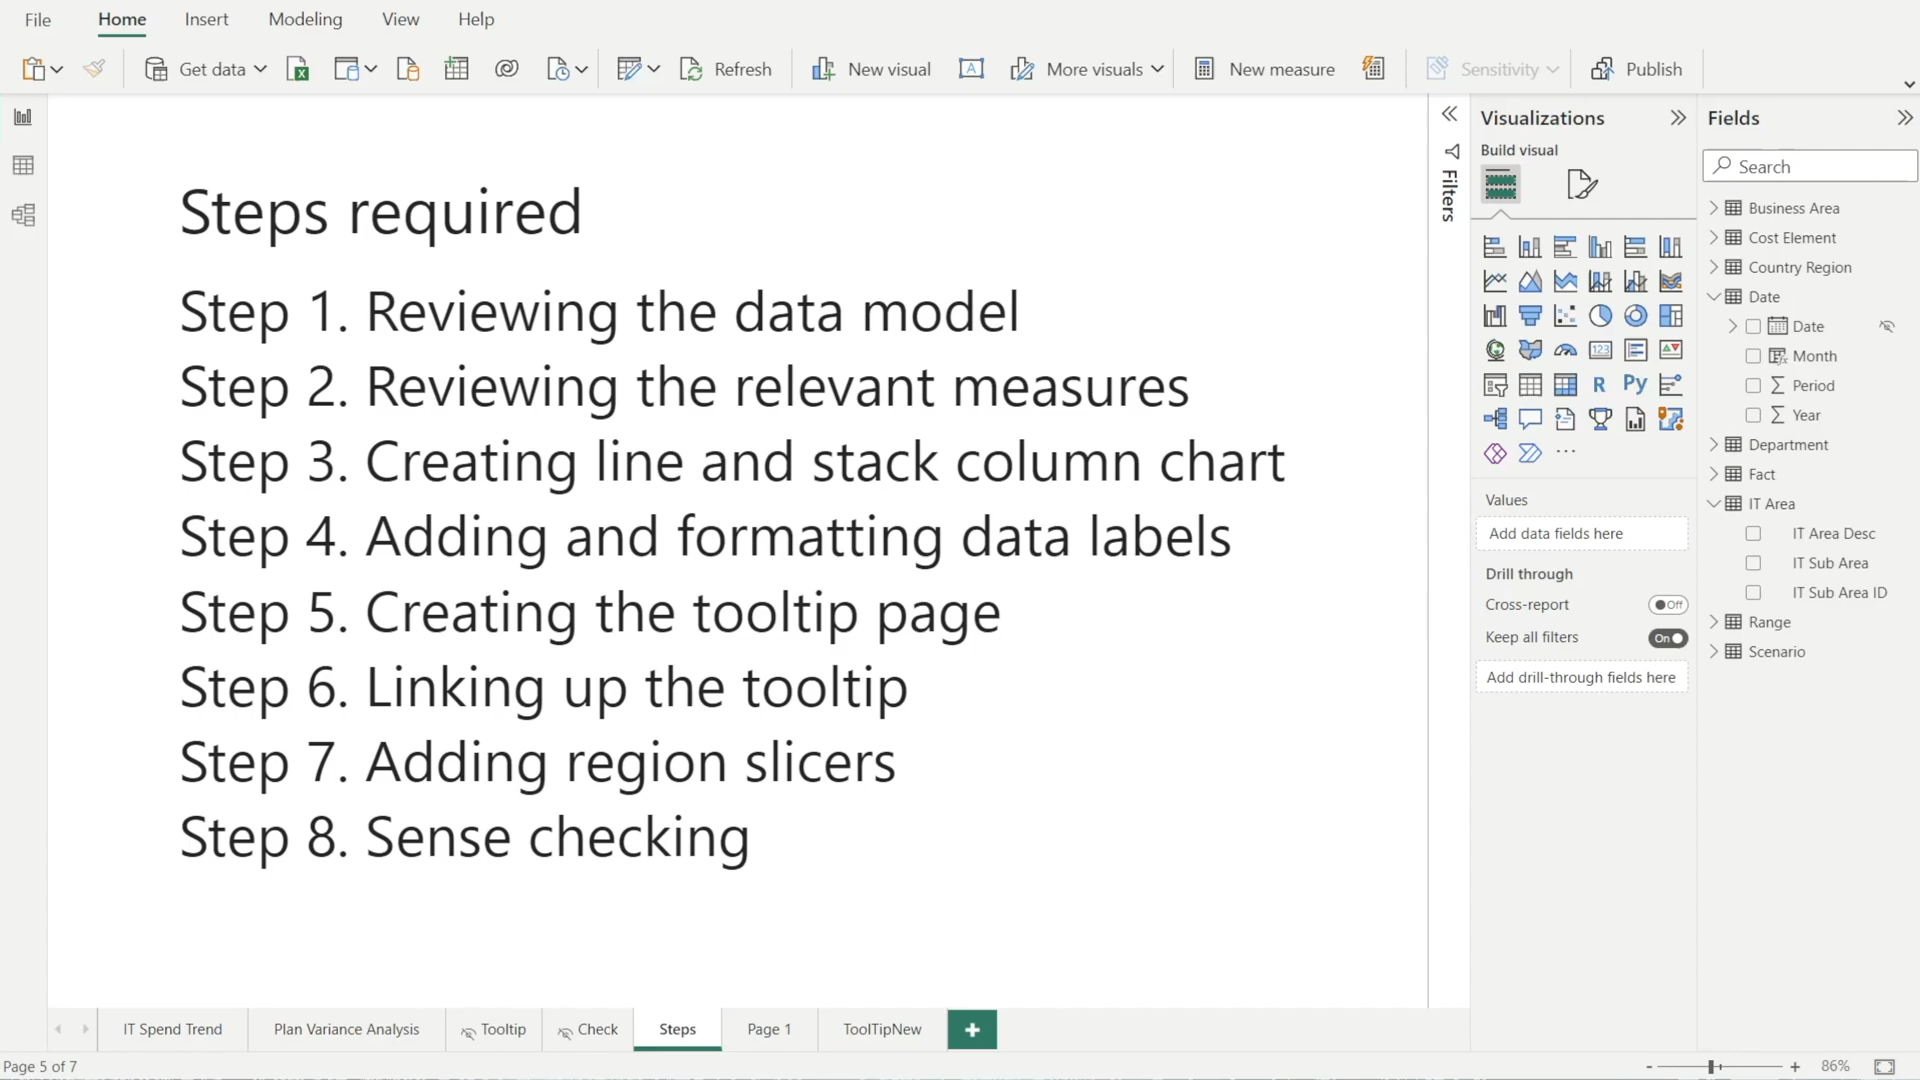 File Home Insert Modeling View Help
Get data Refresh New visual More visuals New measure Sensitivity Publish
Steps required
Step 1. Reviewing the data model
Step 2. Reviewing the relevant measures
Step 3. Creating line and stack column chart
Step 4. Adding and formatting data labels
Step 5. Creating the tooltip page
Step 6. Linking up the tooltip
Step 7. Adding region slicers
Step 8. Sense checking
Filters
Visualizations
Build visual
123
R Py
Values
Add data fields here
Drill through
Cross-report Off
Keep all filters On
Add drill-through fields here
Fields
Search
Business Area
Cost Element
Country Region
Date
Date
Month
Period
Year
Department
Fact
IT Area
IT Area Desc
IT Sub Area
IT Sub Area ID
Range
Scenario
IT Spend Trend Plan Variance Analysis Tooltip Check Steps Page 1 ToolTipNew +
Page 5 of 7 - + 86%